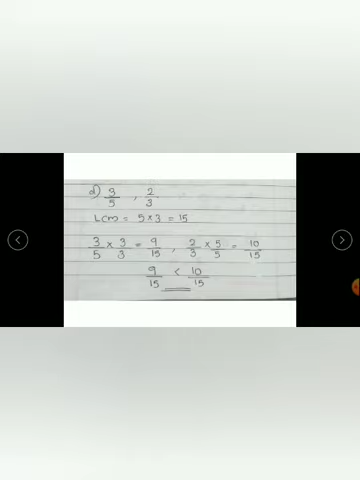 d) 3/5 , 2/3
LCM = 5 × 3 = 15
3/5 × 3/3 = 9/15 , 2/3 × 5/5 = 10/15
9/15 < 10/15